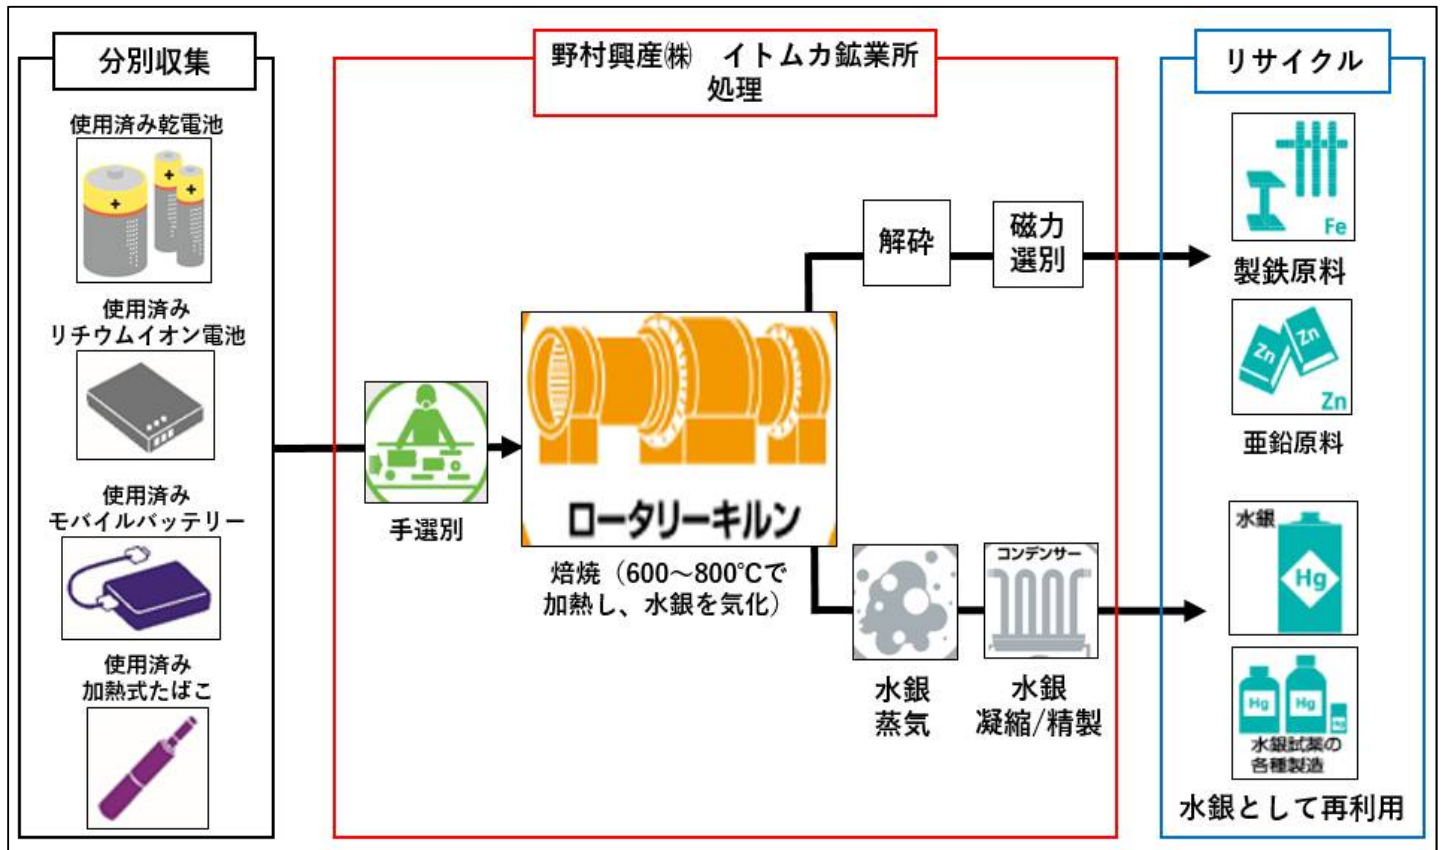 分別収集
使用済み乾電池
使用済み
リチウムイオン電池
使用済み
モバイルバッテリー
使用済み
加熱式たばこ
野村興産㈱　イトムカ鉱業所
処理
手選別
ロータリーキルン
焙焼（600～800℃で
加熱し、水銀を気化）
解砕
磁力
選別
水銀
蒸気
コンデンサー
水銀
凝縮/精製
リサイクル
Fe
製鉄原料
Zn
Zn
Zn
亜鉛原料
水銀
Hg
Hg
Hg
Hg
水銀試薬の
各種製造
水銀として再利用